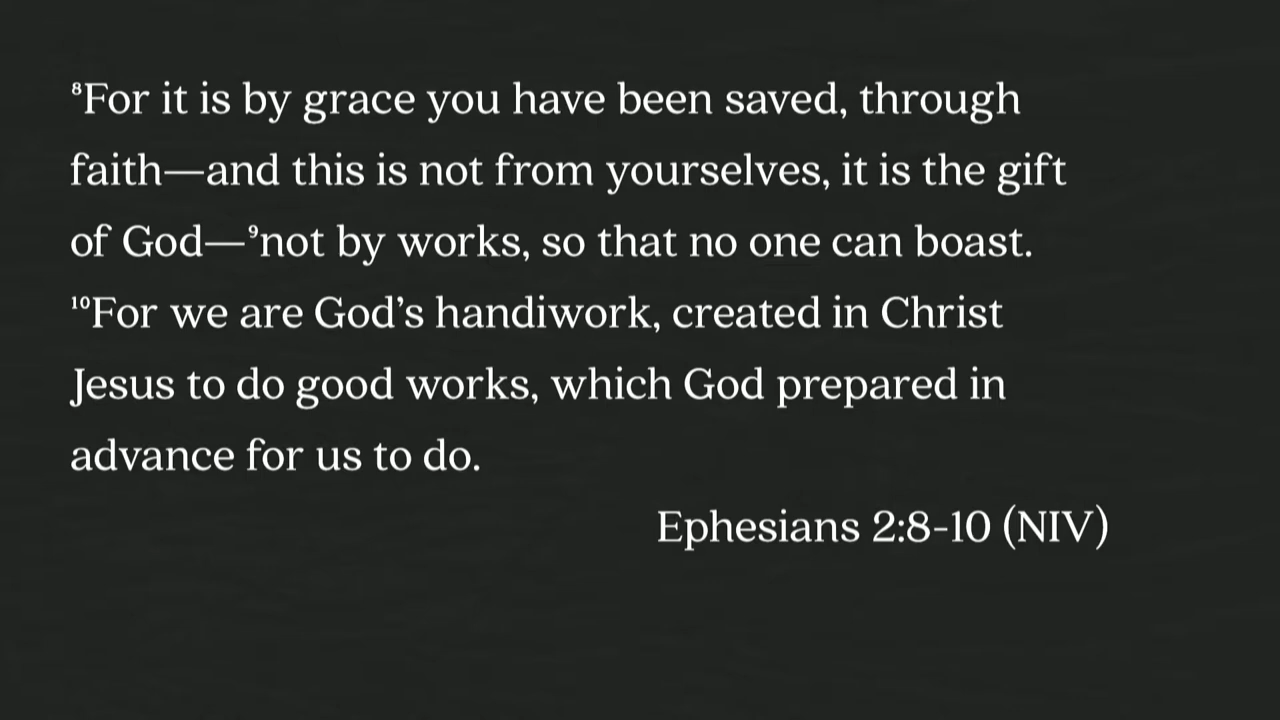 ⁸For it is by grace you have been saved, through
faith—and this is not from yourselves, it is the gift
of God—⁹not by works, so that no one can boast.
¹⁰For we are God’s handiwork, created in Christ
Jesus to do good works, which God prepared in
advance for us to do.
Ephesians 2:8-10 (NIV)